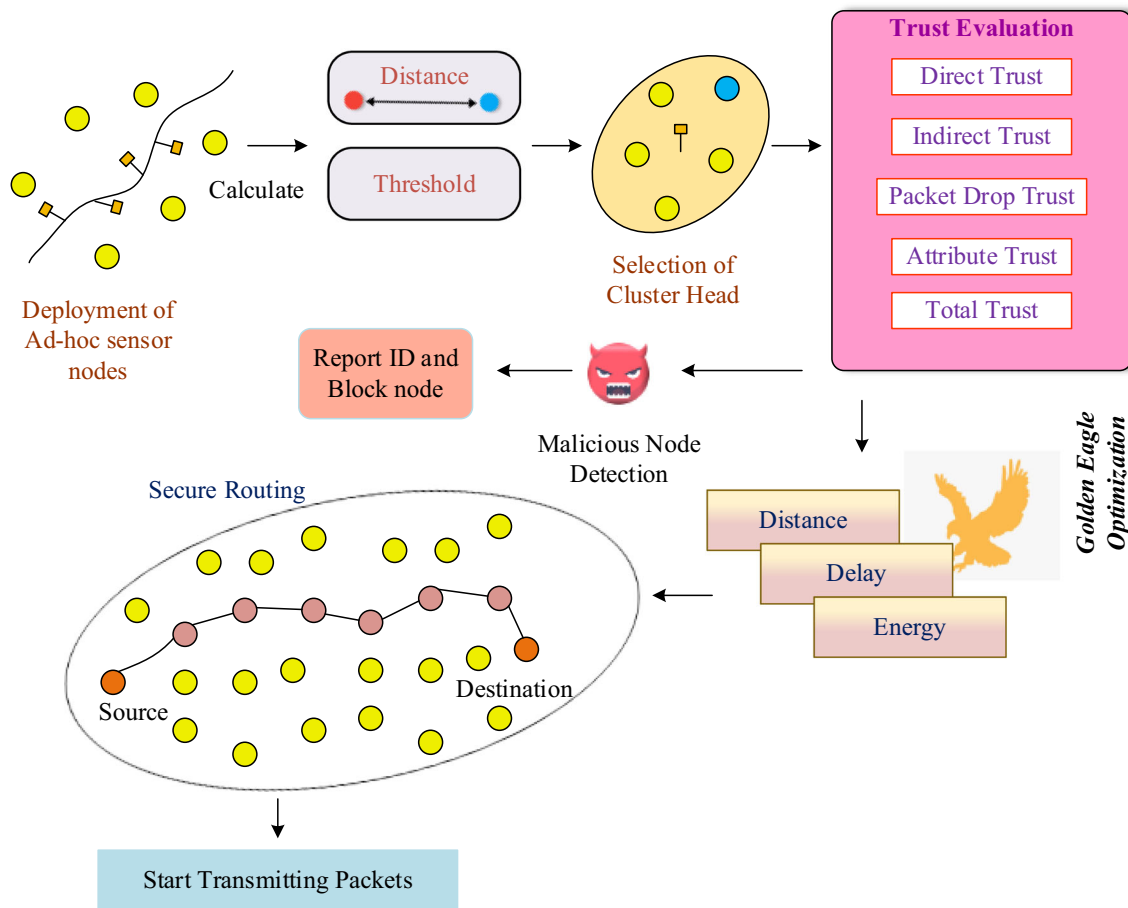 Trust Evaluation
Direct Trust
Indirect Trust
Packet Drop Trust
Attribute Trust
Total Trust
Distance
Threshold
Calculate
Deployment of
Ad-hoc sensor
nodes
Selection of
Cluster Head
Report ID and
Block node
Malicious Node
Detection
Golden Eagle
Optimization
Distance
Delay
Energy
Secure Routing
Source
Destination
Start Transmitting Packets